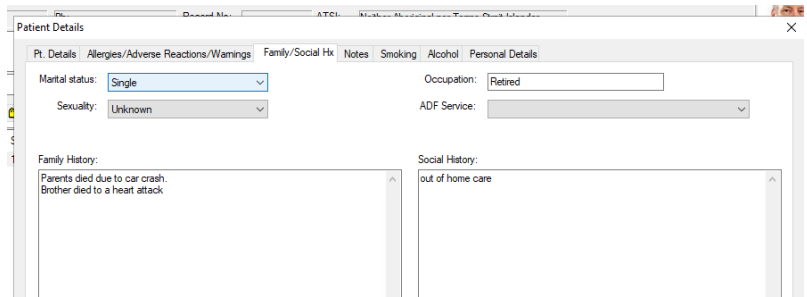 Record No: ATSI: Neither Aboriginal nor Torres Strait Islander
Patient Details
Pt. Details Allergies/Adverse Reactions/Warnings Family/Social Hx Notes Smoking Alcohol Personal Details
Marital status: Single Occupation: Retired
Sexuality: Unknown ADF Service:
Family History: Social History:
Parents died due to car crash. out of home care
Brother died to a heart attack